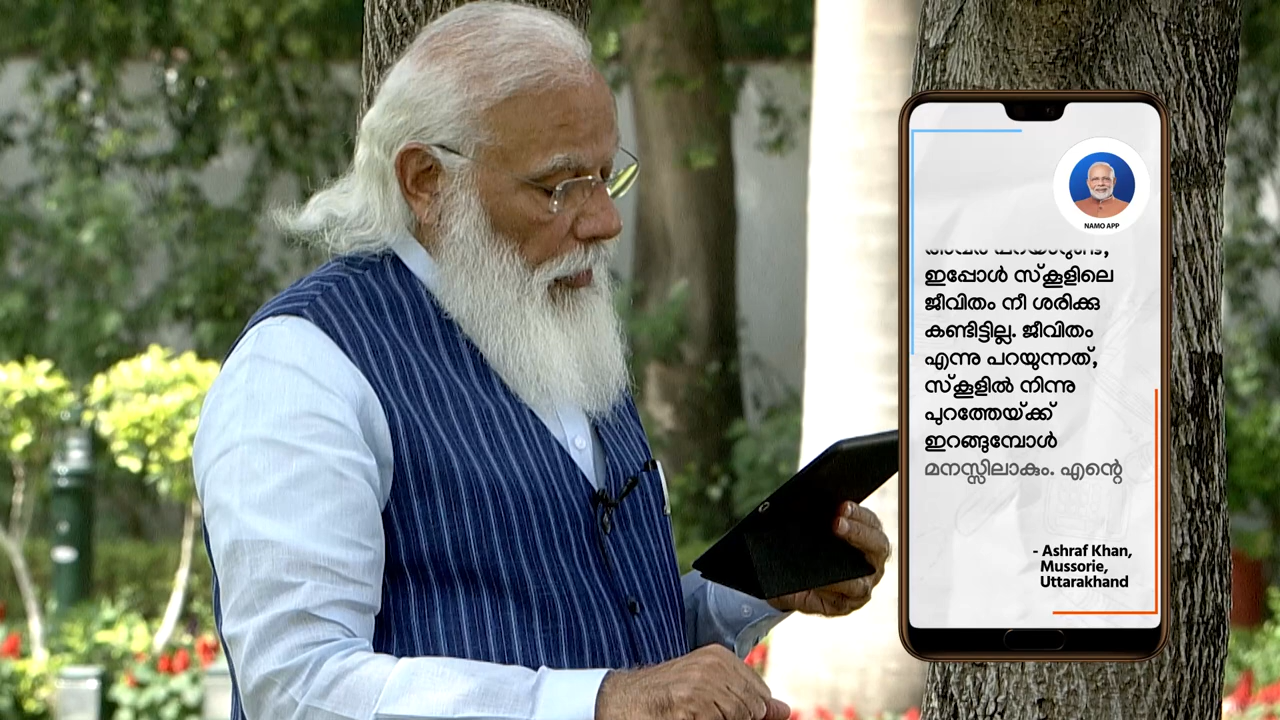 NAMO APP
ഇപ്പോൾ സ്കൂളിലെ
ജീവിതം നീ ശരിക്കു
കണ്ടിട്ടില്ല. ജീവിതം
എന്നു പറയുന്നത്,
സ്കൂളിൽ നിന്നു
പുറത്തേയ്ക്ക്
ഇറങ്ങുമ്പോൾ
മനസ്സിലാകും. എന്റെ
- Ashraf Khan,
Mussorie,
Uttarakhand